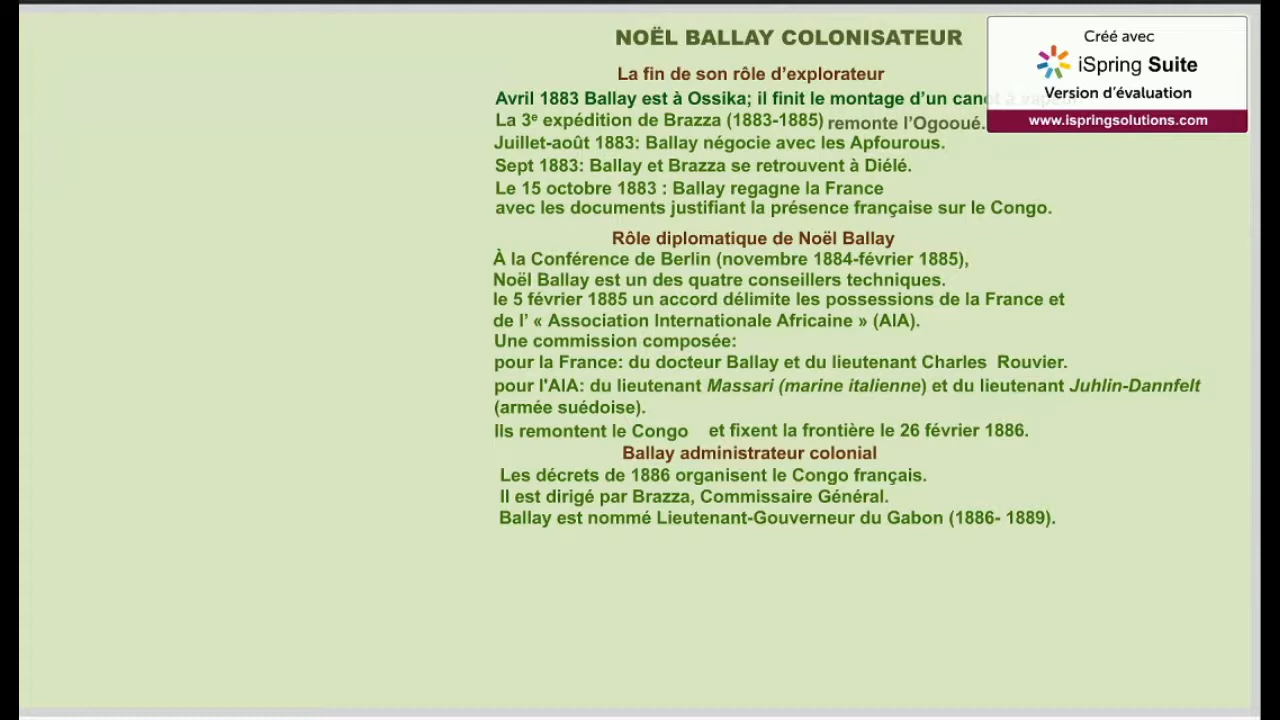 NOËL BALLAY COLONISATEUR
Créé avec
iSpring Suite
Version d'évaluation
www.ispringsolutions.com
La fin de son rôle d'explorateur
Avril 1883 Ballay est à Ossika; il finit le montage d'un canot à vapeur.
La 3e expédition de Brazza (1883-1885) remonte l'Ogooué.
Juillet-août 1883: Ballay négocie avec les Apfourous.
Sept 1883: Ballay et Brazza se retrouvent à Diélé.
Le 15 octobre 1883 : Ballay regagne la France
avec les documents justifiant la présence française sur le Congo.
Rôle diplomatique de Noël Ballay
À la Conférence de Berlin (novembre 1884-février 1885),
Noël Ballay est un des quatre conseillers techniques.
le 5 février 1885 un accord délimite les possessions de la France et
de l' « Association Internationale Africaine » (AIA).
Une commission composée:
pour la France: du docteur Ballay et du lieutenant Charles Rouvier.
pour l'AIA: du lieutenant Massari (marine italienne) et du lieutenant Juhlin-Dannfelt
(armée suédoise).
Ils remontent le Congo et fixent la frontière le 26 février 1886.
Ballay administrateur colonial
Les décrets de 1886 organisent le Congo français.
Il est dirigé par Brazza, Commissaire Général.
Ballay est nommé Lieutenant-Gouverneur du Gabon (1886- 1889).